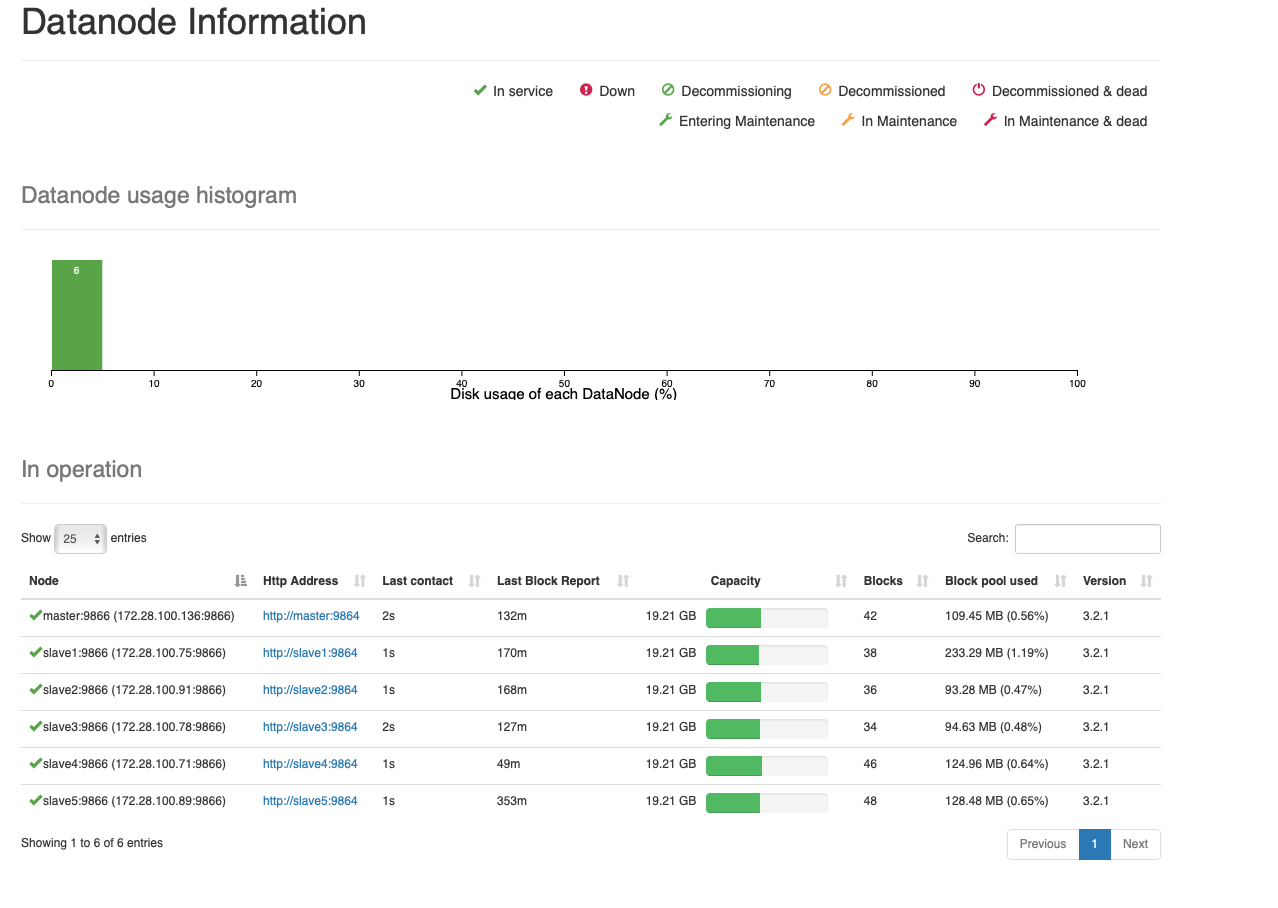 Datanode Information
In service Down Decommissioning Decommissioned Decommissioned & dead
Entering Maintenance In Maintenance In Maintenance & dead
Datanode usage histogram
6
0 10 20 30 40 50 60 70 80 90 100
Disk usage of each DataNode (%)
In operation
Show 25 entries Search:
Node Http Address Last contact Last Block Report Capacity Blocks Block pool used Version
master:9866 (172.28.100.136:9866) http://master:9864 2s 132m 19.21 GB 42 109.45 MB (0.56%) 3.2.1
slave1:9866 (172.28.100.75:9866) http://slave1:9864 1s 170m 19.21 GB 38 233.29 MB (1.19%) 3.2.1
slave2:9866 (172.28.100.91:9866) http://slave2:9864 1s 168m 19.21 GB 36 93.28 MB (0.47%) 3.2.1
slave3:9866 (172.28.100.78:9866) http://slave3:9864 2s 127m 19.21 GB 34 94.63 MB (0.48%) 3.2.1
slave4:9866 (172.28.100.71:9866) http://slave4:9864 1s 49m 19.21 GB 46 124.96 MB (0.64%) 3.2.1
slave5:9866 (172.28.100.89:9866) http://slave5:9864 1s 353m 19.21 GB 48 128.48 MB (0.65%) 3.2.1
Showing 1 to 6 of 6 entries Previous 1 Next